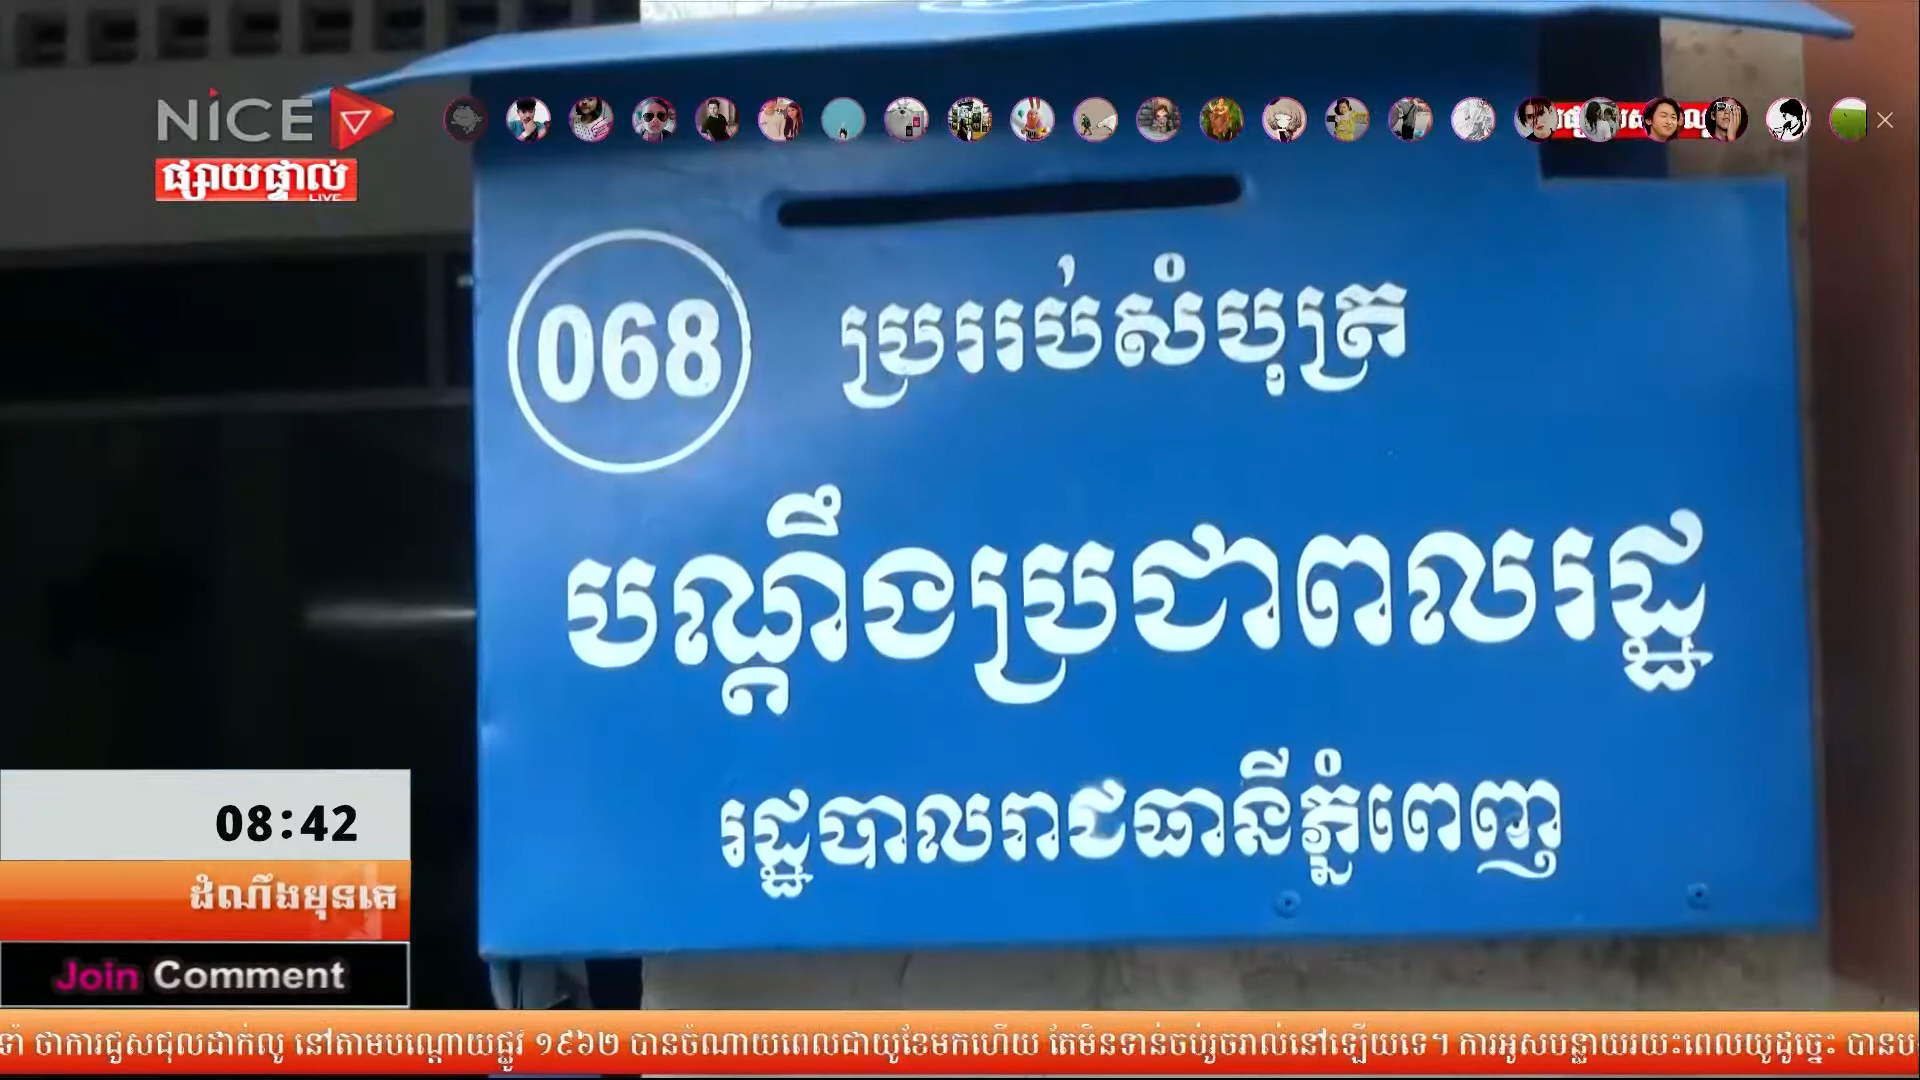 NiCE
ផ្សាយផ្ទាល់
LIVE
068
ប្រអរប់សំបុត្រ
បណ្តឹងប្រជាពលរដ្ឋ
រដ្ឋបាលរាជធានីភ្នំពេញ
08:42
ដំណឹងមុនគេ
Join Comment
ថាការជួសជុលដាក់លូ នៅតាមបណ្តោយផ្លូវ ១៩៦២ បានចំណាយពេលជាយូខែមកហើយ តែមិនទាន់ចប់រួចរាល់នៅឡើយទេ។ ការអូសបន្លាយរយៈពេលយូដូច្នេះ